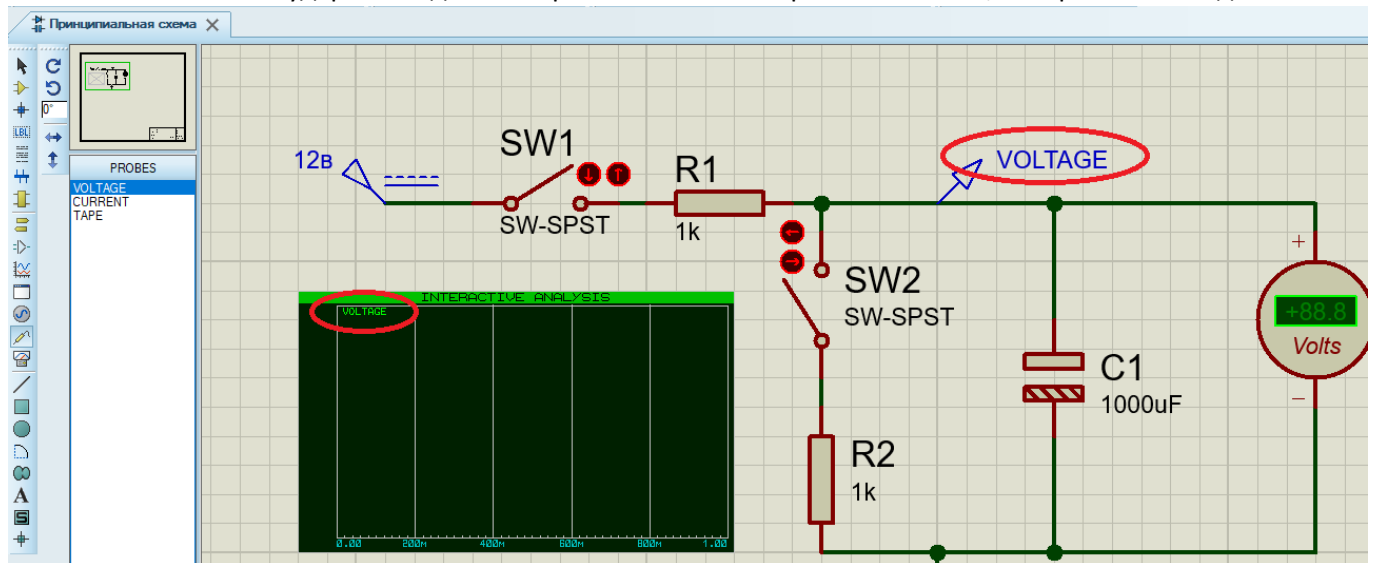 Принципиальная схема
0°
LBL
PROBES
VOLTAGE
CURRENT
TAPE
A
S
12в
SW1
SW-SPST
R1
1k
VOLTAGE
SW2
SW-SPST
+
+88.8
Volts
−
INTERACTIVE ANALYSIS
VOLTAGE
0.00 200m 400m 600m 800m 1.00
C1
1000uF
R2
1k